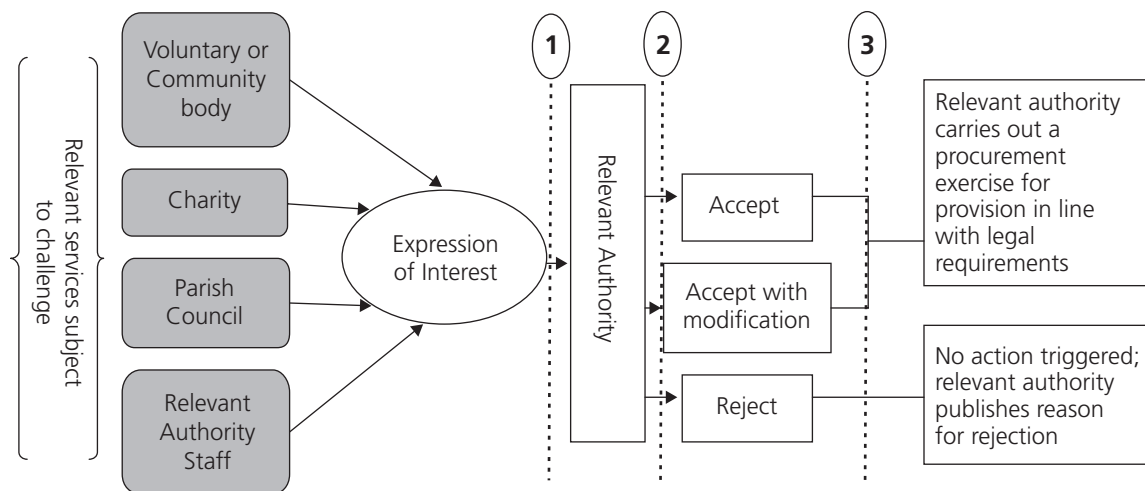 Relevant services subject
to challenge
Voluntary or
Community
body
Charity
Parish
Council
Relevant
Authority
Staff
Expression
of Interest
1
2
3
Relevant Authority
Accept
Accept with
modification
Reject
Relevant authority
carries out a
procurement
exercise for
provision in line
with legal
requirements
No action triggered;
relevant authority
publishes reason
for rejection